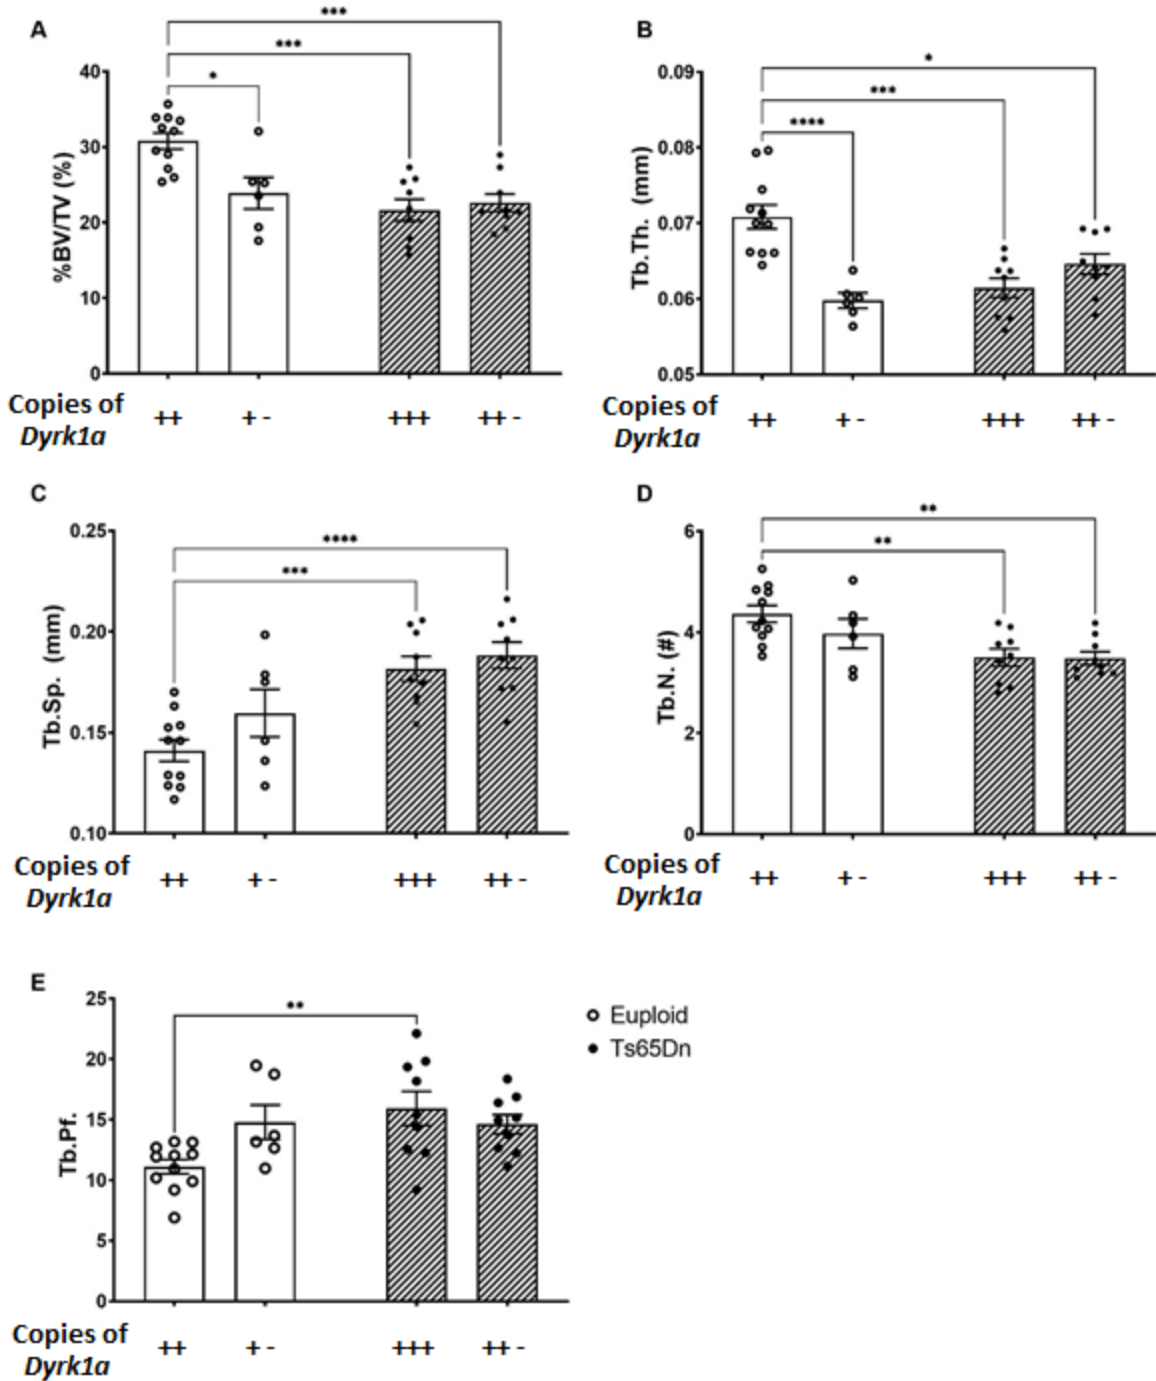 A
***
***
*
40
30
20
10
0
%BV/TV (%)
Copies of
Dyrk1a
++ + - +++ ++ -
B
*
***
****
0.09
0.08
0.07
0.06
0.05
Tb.Th. (mm)
Copies of
Dyrk1a
++ + - +++ ++ -
C
****
***
0.25
0.20
0.15
0.10
Tb.Sp. (mm)
Copies of
Dyrk1a
++ + - +++ ++ -
D
**
**
6
4
2
0
Tb.N. (#)
Copies of
Dyrk1a
++ + - +++ ++ -
E
**
25
20
15
10
5
0
Tb.Pf.
Copies of
Dyrk1a
++ + - +++ ++ -
Euploid
Ts65Dn